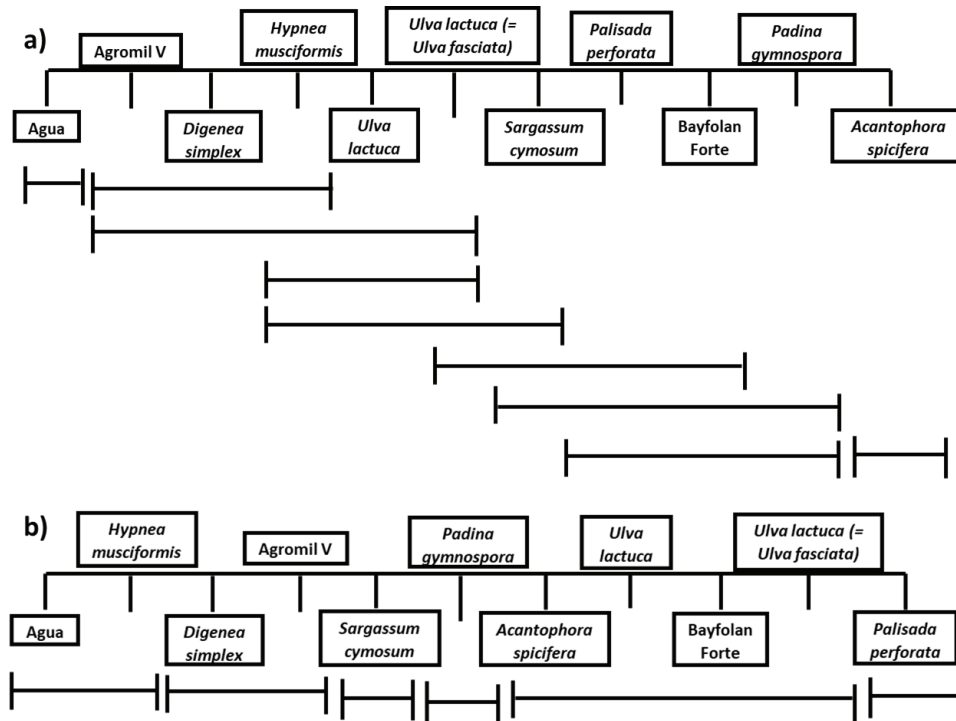 a)
Agromil V
Hypnea
musciformis
Ulva lactuca (=
Ulva fasciata)
Palisada
perforata
Padina
gymnospora
Agua
Digenea
simplex
Ulva
lactuca
Sargassum
cymosum
Bayfolan
Forte
Acantophora
spicifera
b)
Hypnea
musciformis
Agromil V
Padina
gymnospora
Ulva
lactuca
Ulva lactuca (=
Ulva fasciata)
Agua
Digenea
simplex
Sargassum
cymosum
Acantophora
spicifera
Bayfolan
Forte
Palisada
perforata